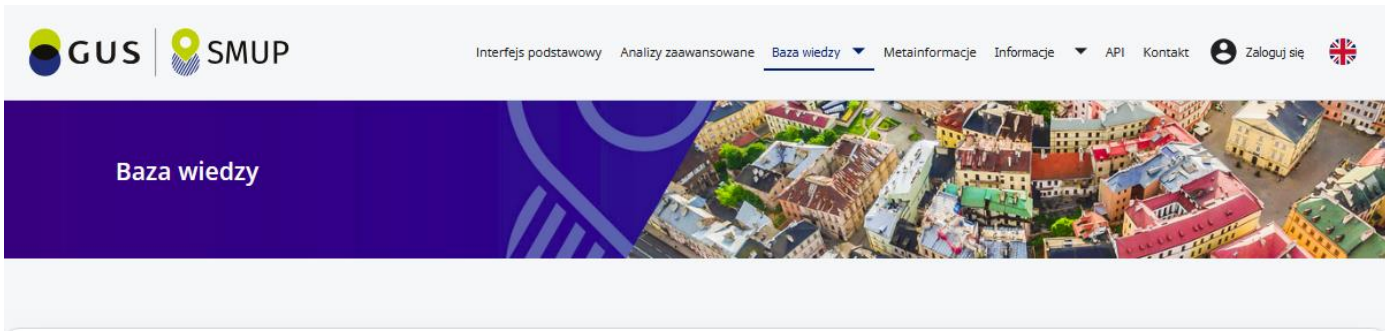 GUS SMUP
Interfejs podstawowy Analizy zaawansowane Baza wiedzy Metainformacje Informacje API Kontakt Zaloguj się
Baza wiedzy